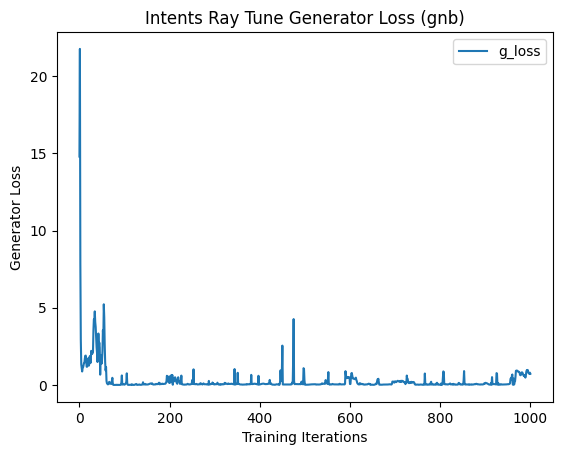 Intents Ray Tune Generator Loss (gnb)
g_loss
Generator Loss
20
15
10
5
0
0 200 400 600 800 1000
Training Iterations